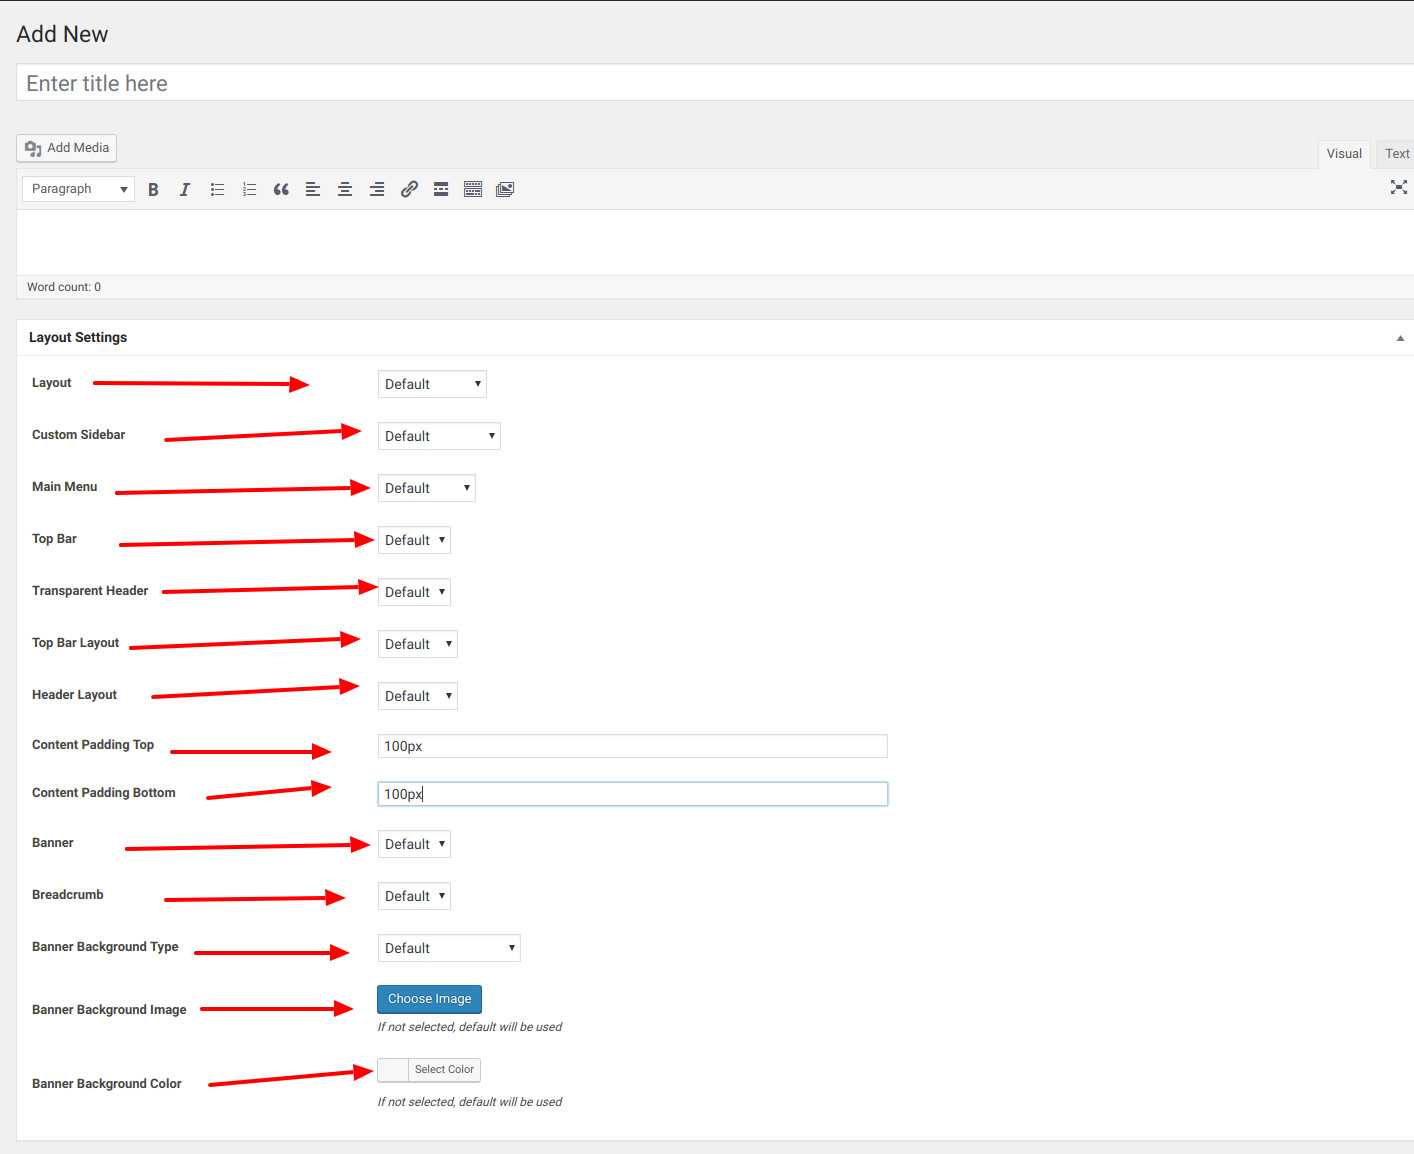 Add New
Enter title here
Add Media
Visual Text
Paragraph
Word count: 0
Layout Settings
Layout Default
Custom Sidebar Default
Main Menu Default
Top Bar Default
Transparent Header Default
Top Bar Layout Default
Header Layout Default
Content Padding Top 100px
Content Padding Bottom 100px
Banner Default
Breadcrumb Default
Banner Background Type Default
Banner Background Image Choose Image
If not selected, default will be used
Banner Background Color Select Color
If not selected, default will be used